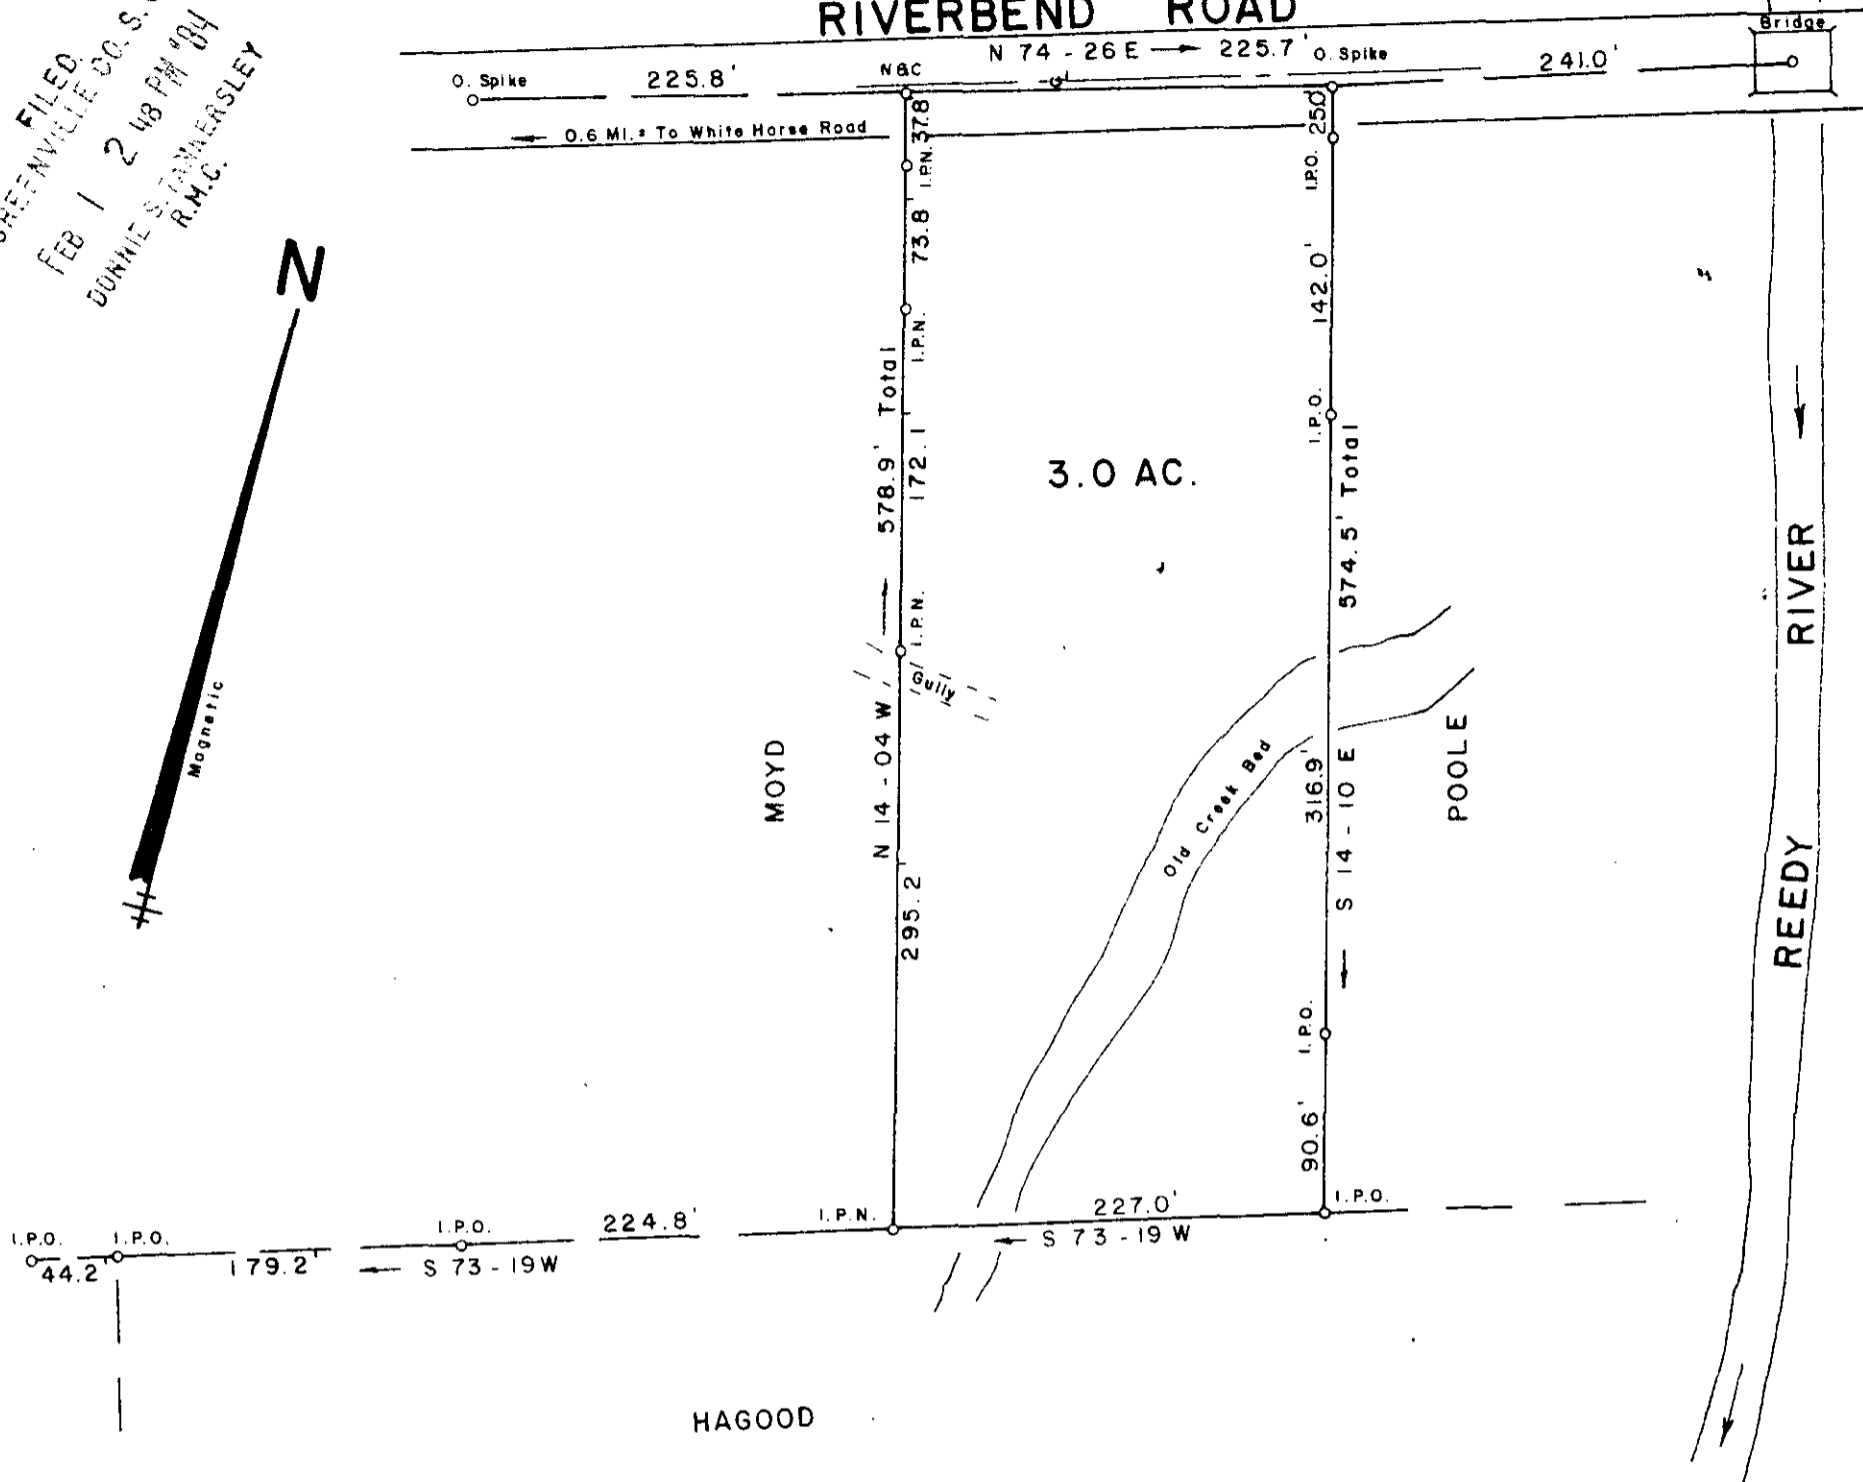 RIVERBEND ROAD
FILED
GREENVILLE CO. S.
FEB 1 2 48 PM '84
DONNIE S. TANKERSLEY
R.M.C.
Bridge
N 74 - 26 E 225.7'
O. Spike
241.0'
O. Spike
225.8'
N&C
0.6 MI.± To White Horse Road
37.8
I.P.N.
73.8'
I.P.N.
578.9' Total
172.1'
I.P.N.
Gully
N 14 - 04 W
295.2
25.0'
I.P.O.
142.0'
I.P.O.
574.5' Total
3.0 AC.
N
Magnetic
MOYD
Old Creek Bed
316.9'
S 14 - 10 E
POOLE
REEDY RIVER
I.P.O.
90.6'
I.P.O.
227.0'
S 73 - 19 W
I.P.N.
224.8'
I.P.O.
I.P.O.
I.P.O.
44.2'
179.2'
S 73 - 19 W
HAGOOD